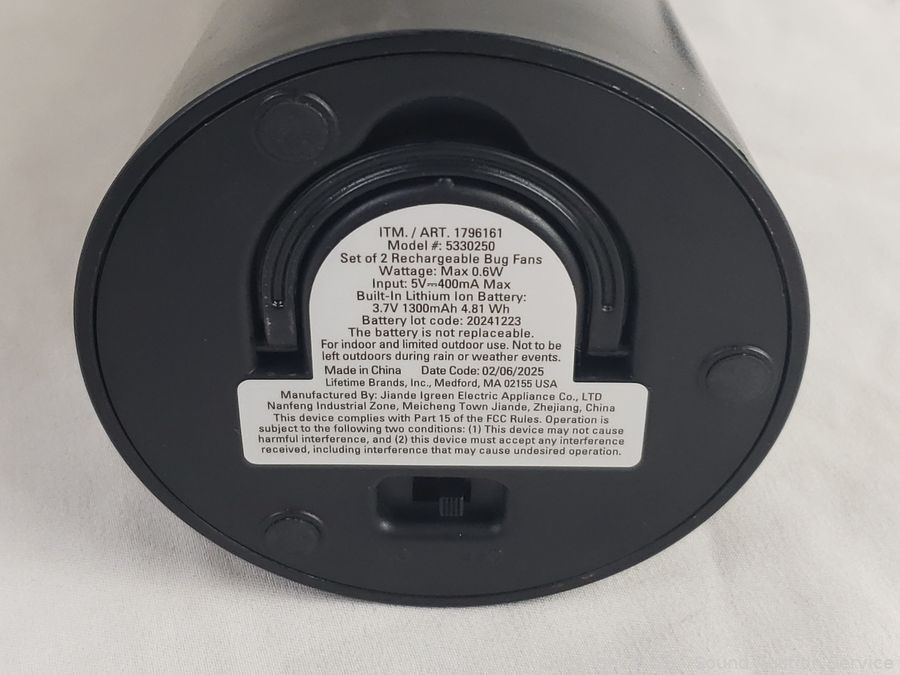 ITM. / ART. 1796161
Model #: 5330250
Set of 2 Rechargeable Bug Fans
Wattage: Max 0.6W
Input: 5V⎓400mA Max
Built-In Lithium Ion Battery:
3.7V 1300mAh 4.81 Wh
Battery lot code: 20241223
The battery is not replaceable.
For indoor and limited outdoor use. Not to be
left outdoors during rain or weather events.
Made in China Date Code: 02/06/2025
Lifetime Brands, Inc., Medford, MA 02155 USA
Manufactured By: Jiande Igreen Electric Appliance Co., LTD
Nanfeng Industrial Zone, Meicheng Town Jiande, Zhejiang, China
This device complies with Part 15 of the FCC Rules. Operation is
subject to the following two conditions: (1) This device may not cause
harmful interference, and (2) this device must accept any interference
received, including interference that may cause undesired operation.
Sound Auction Service